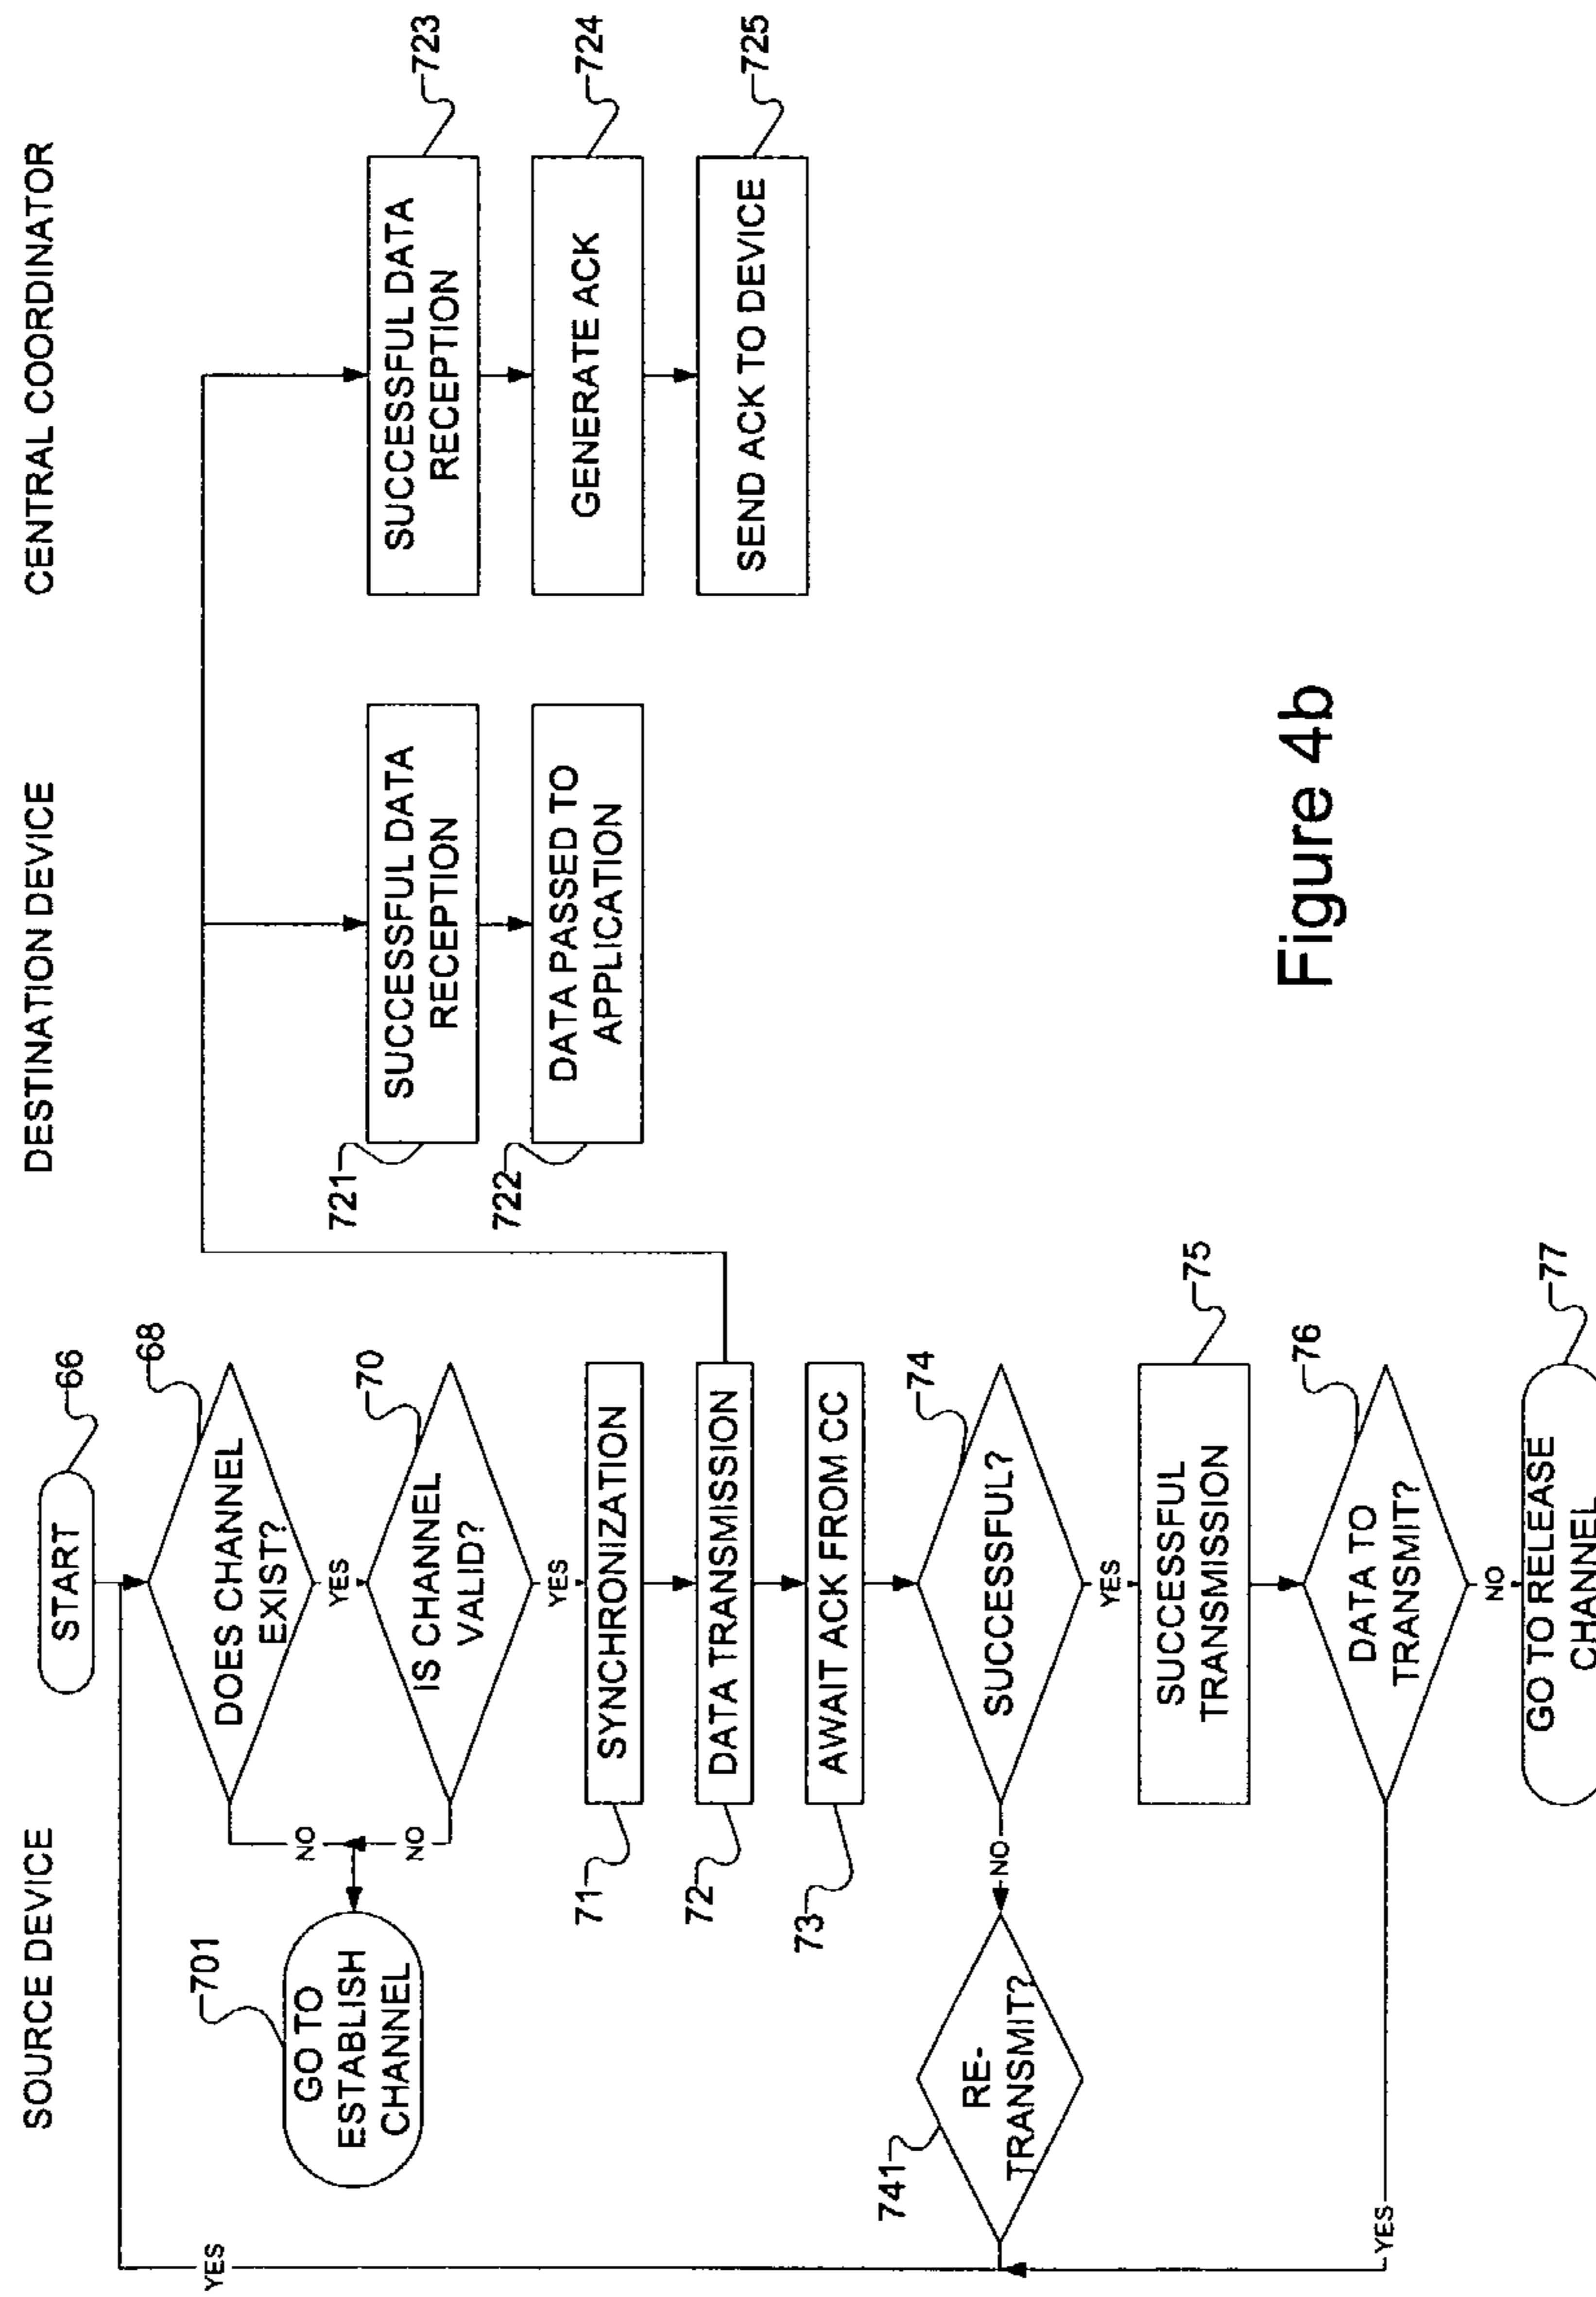 SOURCE DEVICE
DESTINATION DEVICE
CENTRAL COORDINATOR
START
66
DOES CHANNEL
EXIST?
68
NO
YES
IS CHANNEL
VALID?
70
NO
YES
GO TO
ESTABLISH
CHANNEL
701
SYNCHRONIZATION
71
DATA TRANSMISSION
72
AWAIT ACK FROM CC
73
SUCCESSFUL?
74
NO
YES
RE-
TRANSMIT?
741
YES
SUCCESSFUL
TRANSMISSION
75
DATA TO
TRANSMIT?
76
YES
NO
GO TO RELEASE
CHANNEL
77
SUCCESSFUL DATA
RECEPTION
721
DATA PASSED TO
APPLICATION
722
SUCCESSFUL DATA
RECEPTION
723
GENERATE ACK
724
SEND ACK TO DEVICE
725
Figure 4b